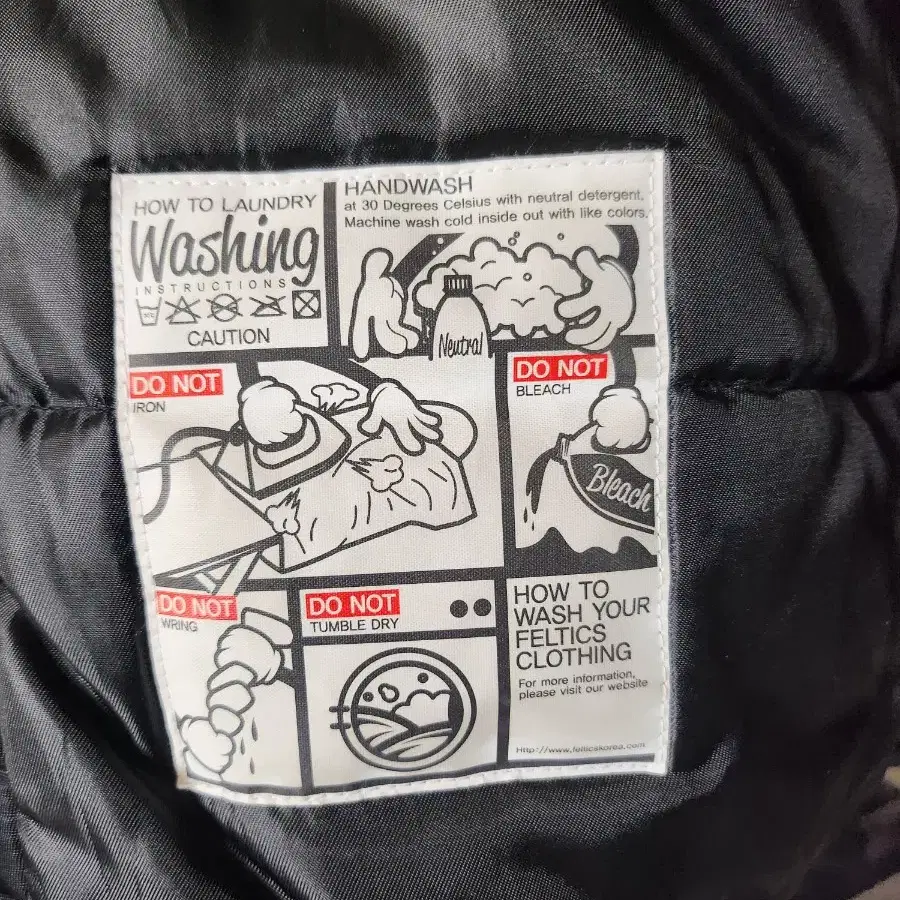 HOW TO LAUNDRY
Washing
INSTRUCTIONS
CAUTION
HANDWASH
at 30 Degrees Celsius with neutral detergent.
Machine wash cold inside out with like colors.
Neutral
DO NOT
IRON
DO NOT
BLEACH
Bleach
DO NOT
WRING
DO NOT
TUMBLE DRY
HOW TO
WASH YOUR
FELTICS
CLOTHING
For more information,
please visit our website
Http://www.felticskorea.com